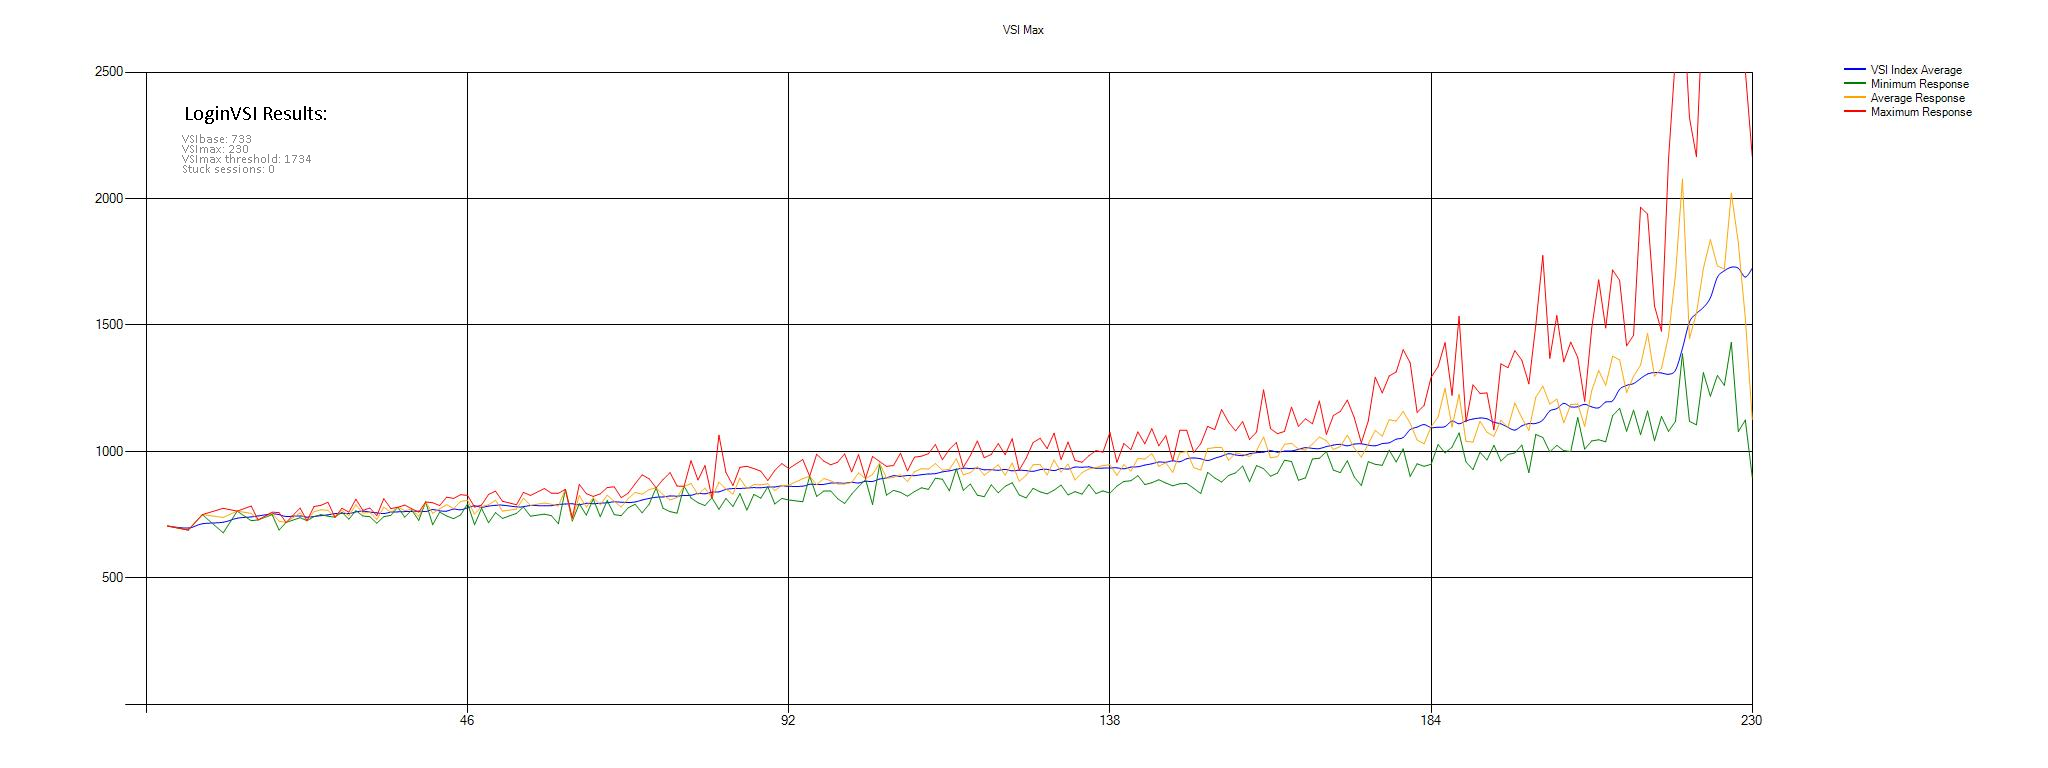 VSI Max
2500
2000
1500
1000
500
LoginVSI Results:
VSIbase: 733
VSImax: 230
VSImax threshold: 1734
Stuck sessions: 0
VSI Index Average
Minimum Response
Average Response
Maximum Response
46
92
138
184
230